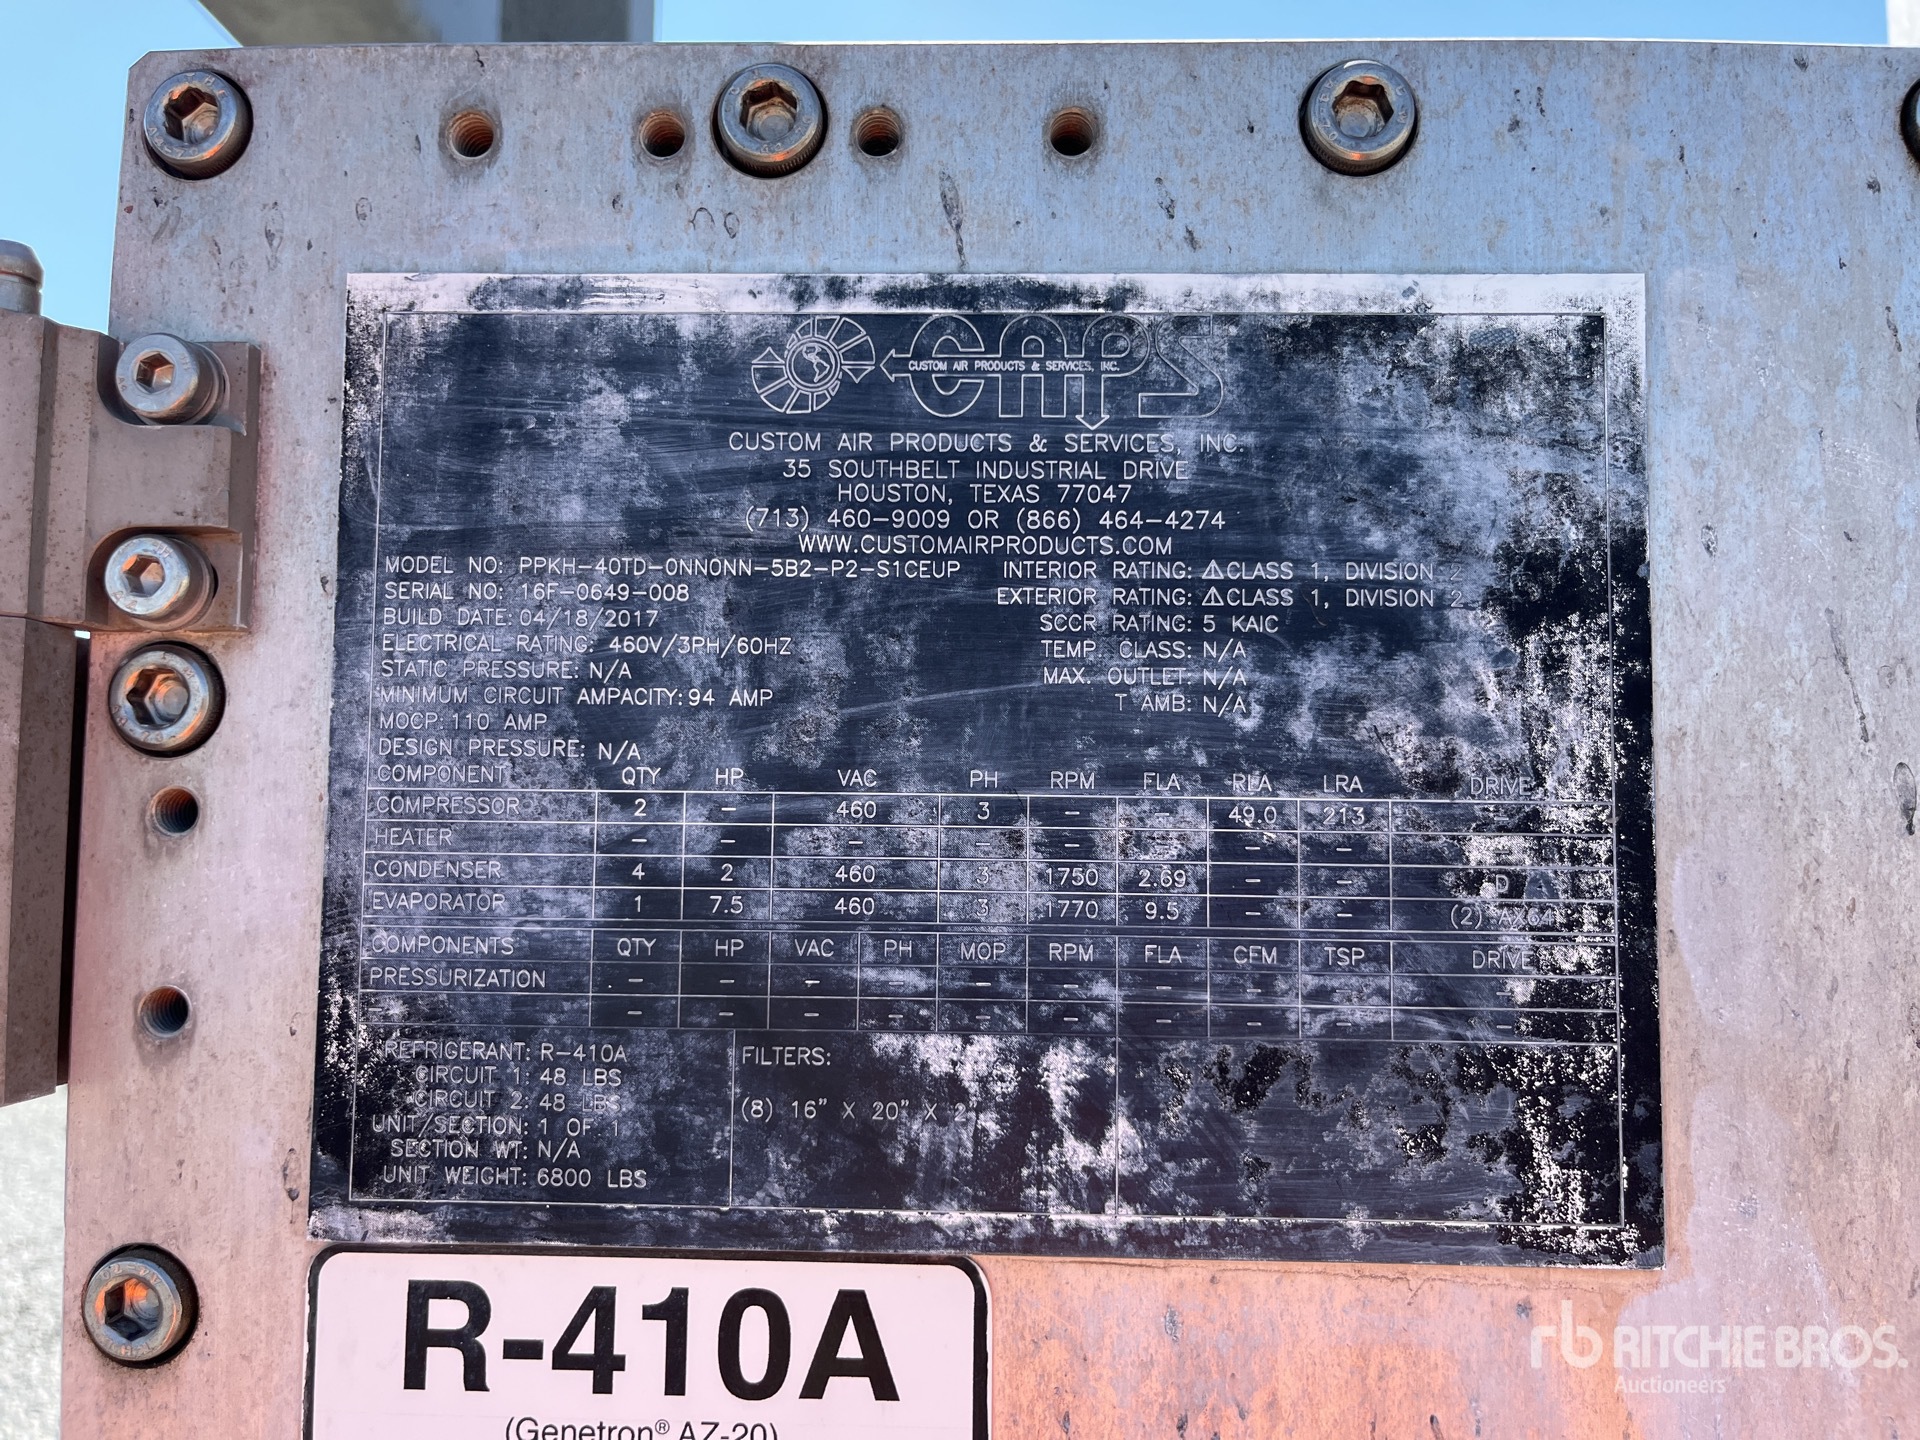 CAPS
CUSTOM AIR PRODUCTS & SERVICES, INC.
CUSTOM AIR PRODUCTS & SERVICES, INC.
35 SOUTHBELT INDUSTRIAL DRIVE
HOUSTON, TEXAS 77047
(713) 460-9009 OR (866) 464-4274
WWW.CUSTOMAIRPRODUCTS.COM
MODEL NO: PPKH-40TD-0NN0NN-5B2-P2-S1CEUP INTERIOR RATING: ⚠CLASS 1, DIVISION 2
SERIAL NO: 16F-0649-008 EXTERIOR RATING: ⚠CLASS 1, DIVISION 2
BUILD DATE: 04/18/2017 SCCR RATING: 5 KAIC
ELECTRICAL RATING: 460V/3PH/60HZ TEMP. CLASS: N/A
STATIC PRESSURE: N/A MAX. OUTLET: N/A
MINIMUM CIRCUIT AMPACITY: 94 AMP T AMB: N/A
MOCP: 110 AMP
DESIGN PRESSURE: N/A
COMPONENT QTY HP VAC PH RPM FLA RLA LRA DRIVE
COMPRESSOR 2 - 460 3 - - 49.0 213 -
HEATER - - - - - - - - -
CONDENSER 4 2 460 3 1750 2.69 - - D
EVAPORATOR 1 7.5 460 3 1770 9.5 - - (2) AX64
COMPONENTS QTY HP VAC PH MOP RPM FLA CFM TSP DRIVE
PRESSURIZATION - - - - - - - - - -
- - - - - - - - - - -
REFRIGERANT: R-410A FILTERS:
CIRCUIT 1: 48 LBS
CIRCUIT 2: 48 LBS (8) 16" X 20" X 2"
UNIT/SECTION: 1 OF 1
SECTION WT: N/A
UNIT WEIGHT: 6800 LBS
R-410A
(Genetron® AZ-20)
rb RITCHIE BROS.
Auctioneers